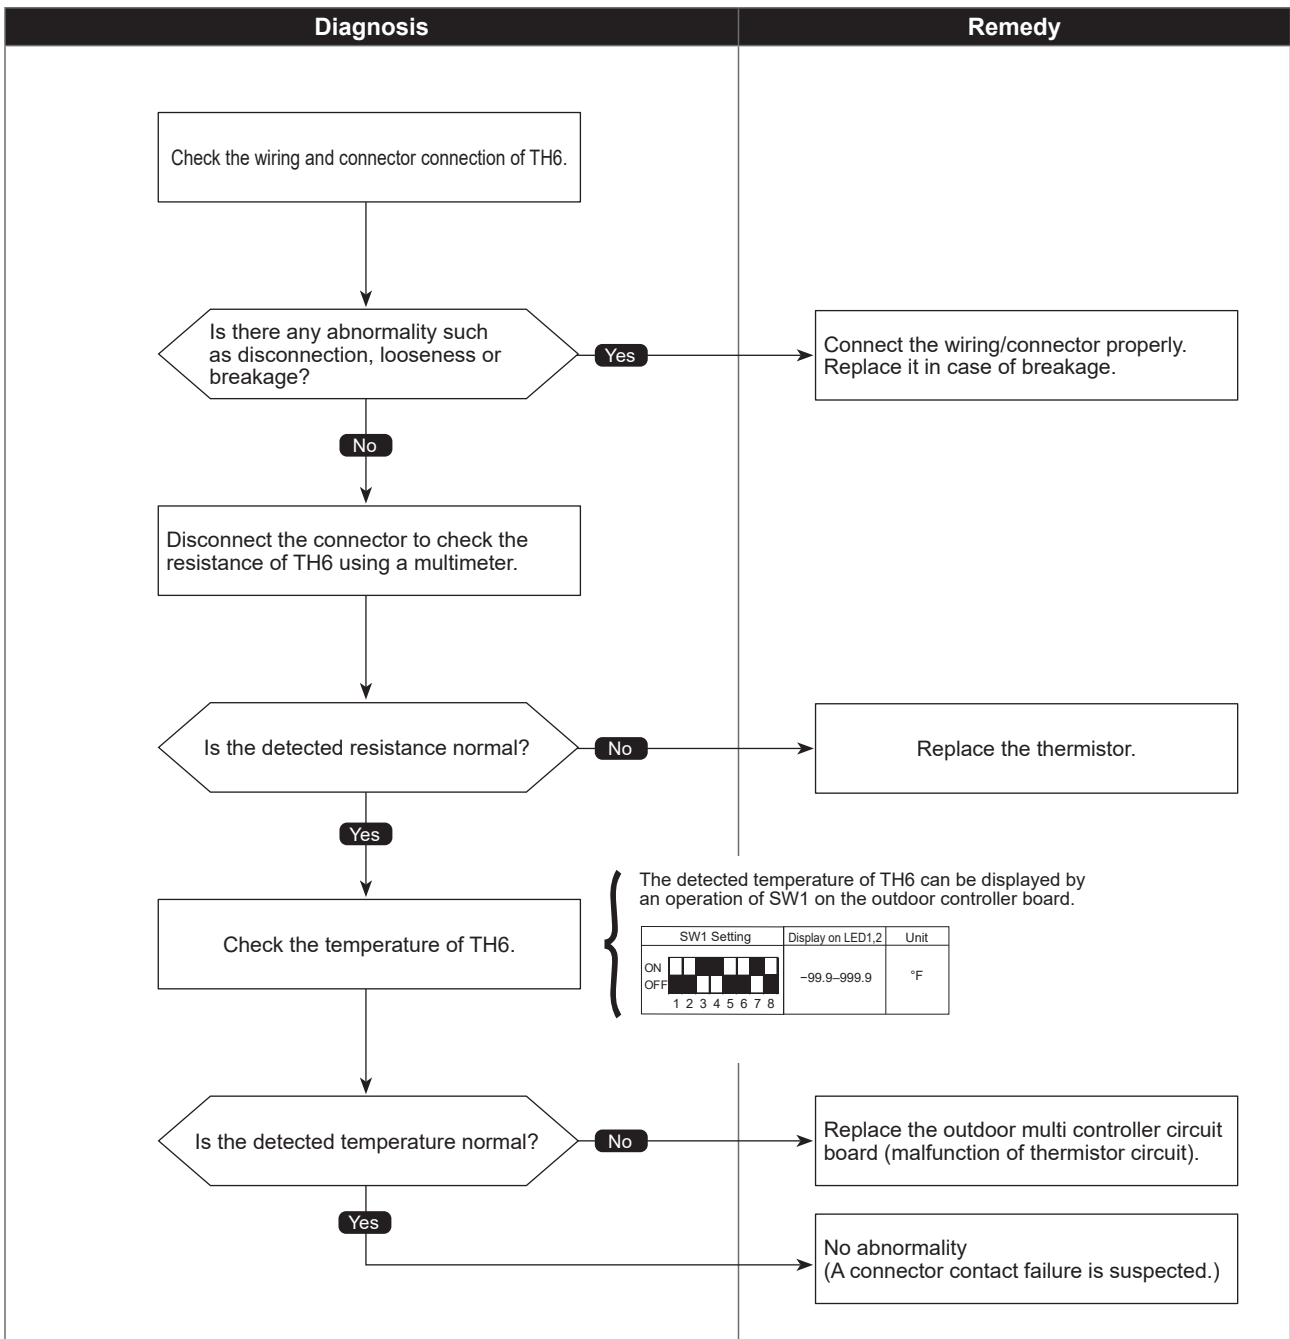 Diagnosis
Remedy
Check the wiring and connector connection of TH6.
Is there any abnormality such
as disconnection, looseness or
breakage?
Yes
Connect the wiring/connector properly.
Replace it in case of breakage.
No
Disconnect the connector to check the
resistance of TH6 using a multimeter.
Is the detected resistance normal?
No
Replace the thermistor.
Yes
Check the temperature of TH6.
The detected temperature of TH6 can be displayed by
an operation of SW1 on the outdoor controller board.
SW1 Setting
Display on LED1,2
Unit
ON
OFF
1 2 3 4 5 6 7 8
−99.9–999.9
°F
Is the detected temperature normal?
No
Replace the outdoor multi controller circuit
board (malfunction of thermistor circuit).
Yes
No abnormality
(A connector contact failure is suspected.)